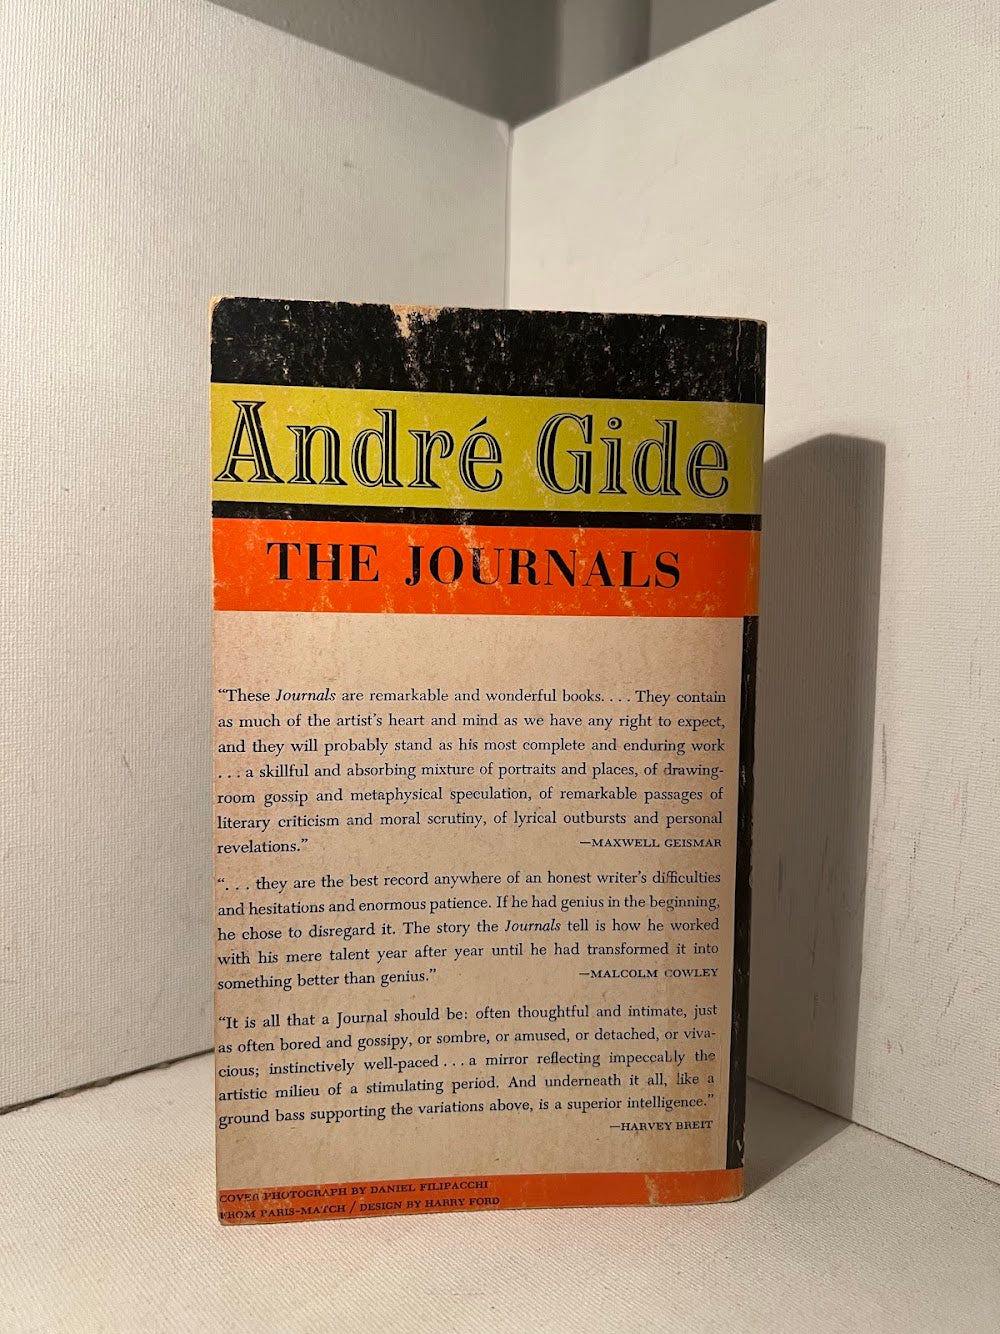 André Gide
THE JOURNALS
“These Journals are remarkable and wonderful books. . . . They contain
as much of the artist’s heart and mind as we have any right to expect,
and they will probably stand as his most complete and enduring work
. . . a skillful and absorbing mixture of portraits and places, of drawing-
room gossip and metaphysical speculation, of remarkable passages of
literary criticism and moral scrutiny, of lyrical outbursts and personal
revelations.” —MAXWELL GEISMAR
“. . . they are the best record anywhere of an honest writer’s difficulties
and hesitations and enormous patience. If he had genius in the beginning,
he chose to disregard it. The story the Journals tell is how he worked
with his mere talent year after year until he had transformed it into
something better than genius.” —MALCOLM COWLEY
“It is all that a Journal should be: often thoughtful and intimate, just
as often bored and gossipy, or sombre, or amused, or detached, or viva-
cious; instinctively well-paced . . . a mirror reflecting impeccably the
artistic milieu of a stimulating period. And underneath it all, like a
ground bass supporting the variations above, is a superior intelligence.”
—HARVEY BREIT
COVER PHOTOGRAPH BY DANIEL FILIPACCHI
FROM PARIS-MATCH / DESIGN BY HARRY FORD